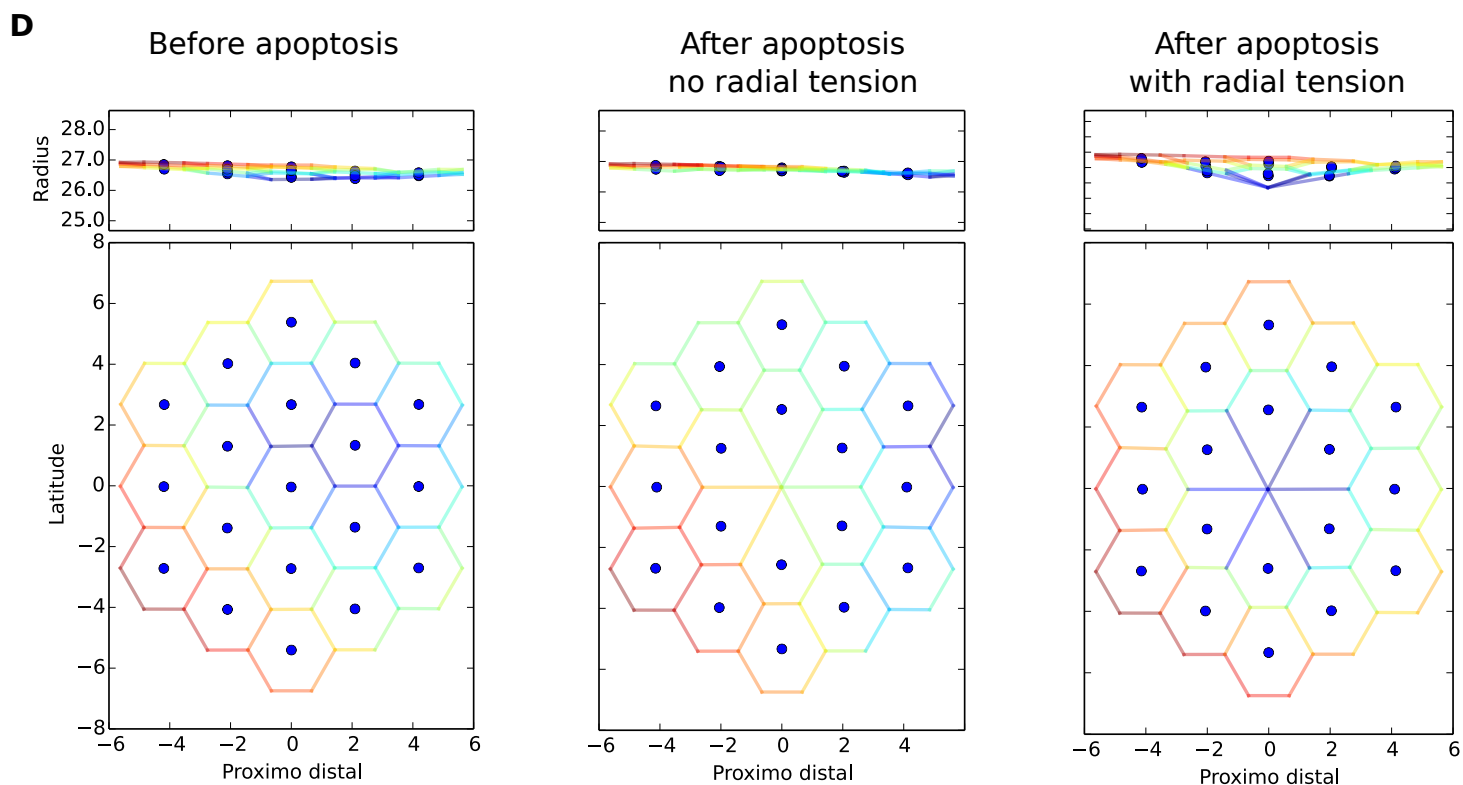 D
Before apoptosis
After apoptosis
no radial tension
After apoptosis
with radial tension
Radius
28.0
27.0
26.0
25.0
Latitude
8
6
4
2
0
−2
−4
−6
−8
−6 −4 −2 0 2 4 6
Proximo distal
−6 −4 −2 0 2 4
Proximo distal
−6 −4 −2 0 2 4 6
Proximo distal